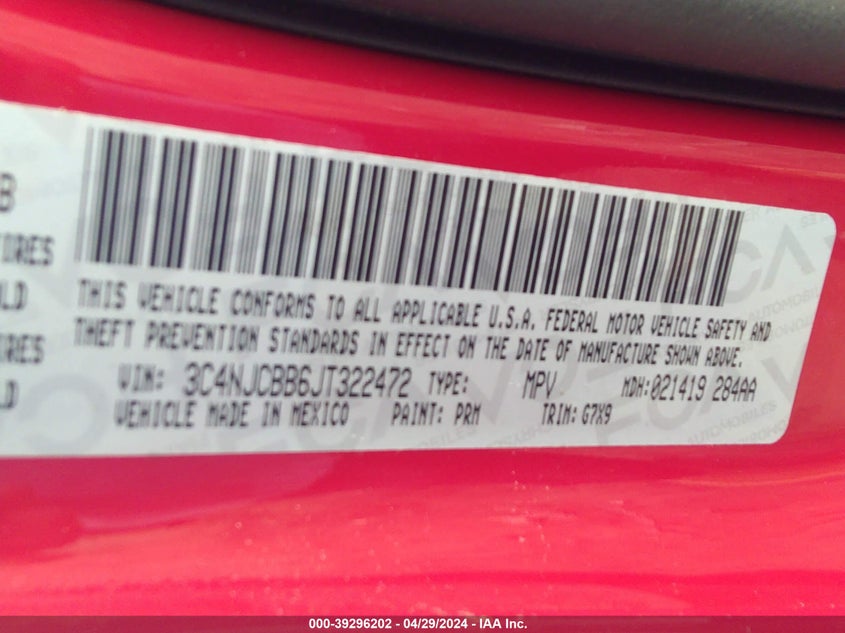 B
THIS VEHICLE CONFORMS TO ALL APPLICABLE U.S.A. FEDERAL MOTOR VEHICLE SAFETY AND
THEFT PREVENTION STANDARDS IN EFFECT ON THE DATE OF MANUFACTURE SHOWN ABOVE.
VIN: 3C4NJCBB6JT322472 TYPE: MPV MDH:021419 284AA
VEHICLE MADE IN MEXICO PAINT: PRM TRIM: G7X9
000-39296202 - 04/29/2024 - IAA Inc.